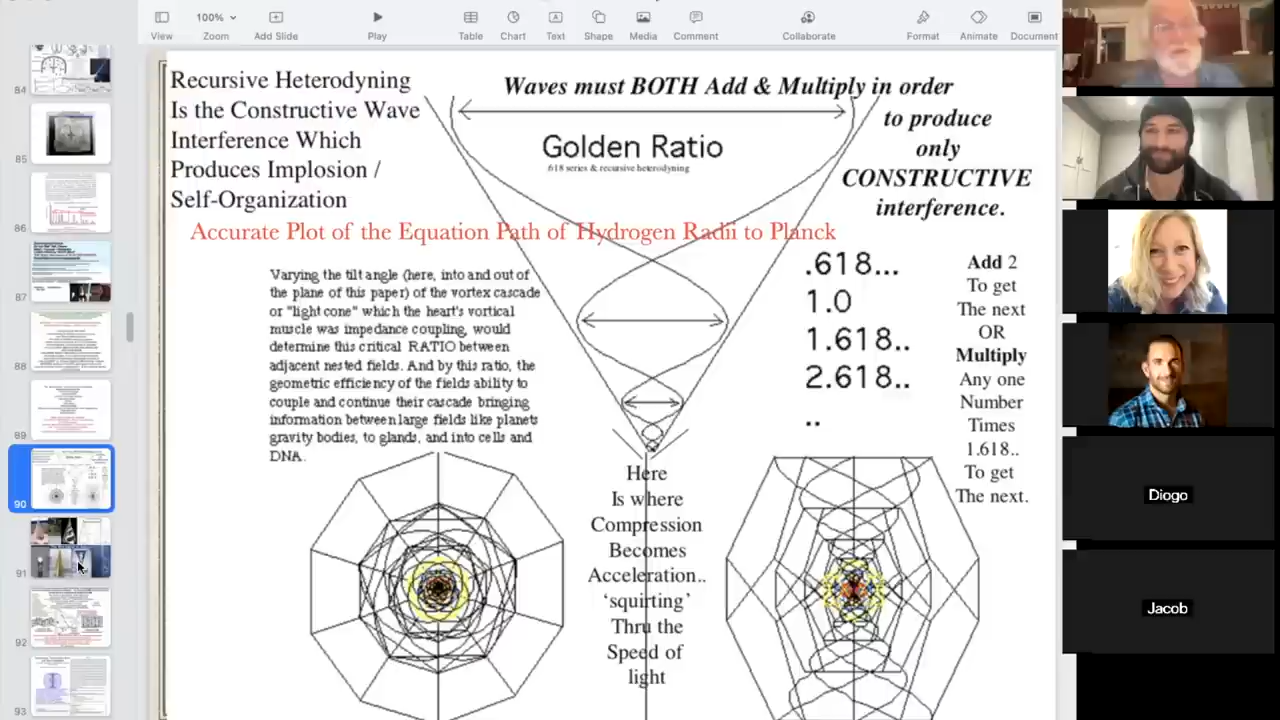 100%
View
Zoom
Add Slide
Play
Table
Chart
Text
Shape
Media
Comment
Collaborate
Format
Animate
Document
84
85
86
87
88
89
90
91
92
93
Recursive Heterodyning
Is the Constructive Wave
Interference Which
Produces Implosion /
Self-Organization
Waves must BOTH Add & Multiply in order
to produce
only
CONSTRUCTIVE
interference.
Golden Ratio
.618 series & recursive heterodyning
Accurate Plot of the Equation Path of Hydrogen Radii to Planck
Varying the tilt angle (here, into and out of
the plane of this paper) of the vortex cascade
or "light cone" which the heart's vortical
muscle was impedance coupling, would
determine this critical RATIO between
adjacent nested fields. And by this ratio, the
geometric efficiency of the fields ability to
couple and continue their cascade bringing
information between large fields like planets
gravity bodies, to glands, and into cells and
DNA.
.618...
1.0
1.618..
2.618..
..
Add 2
To get
The next
OR
Multiply
Any one
Number
Times
1.618..
To get
The next.
Here
Is where
Compression
Becomes
Acceleration..
‘squirting’
Thru the
Speed of
light
Diogo
Jacob